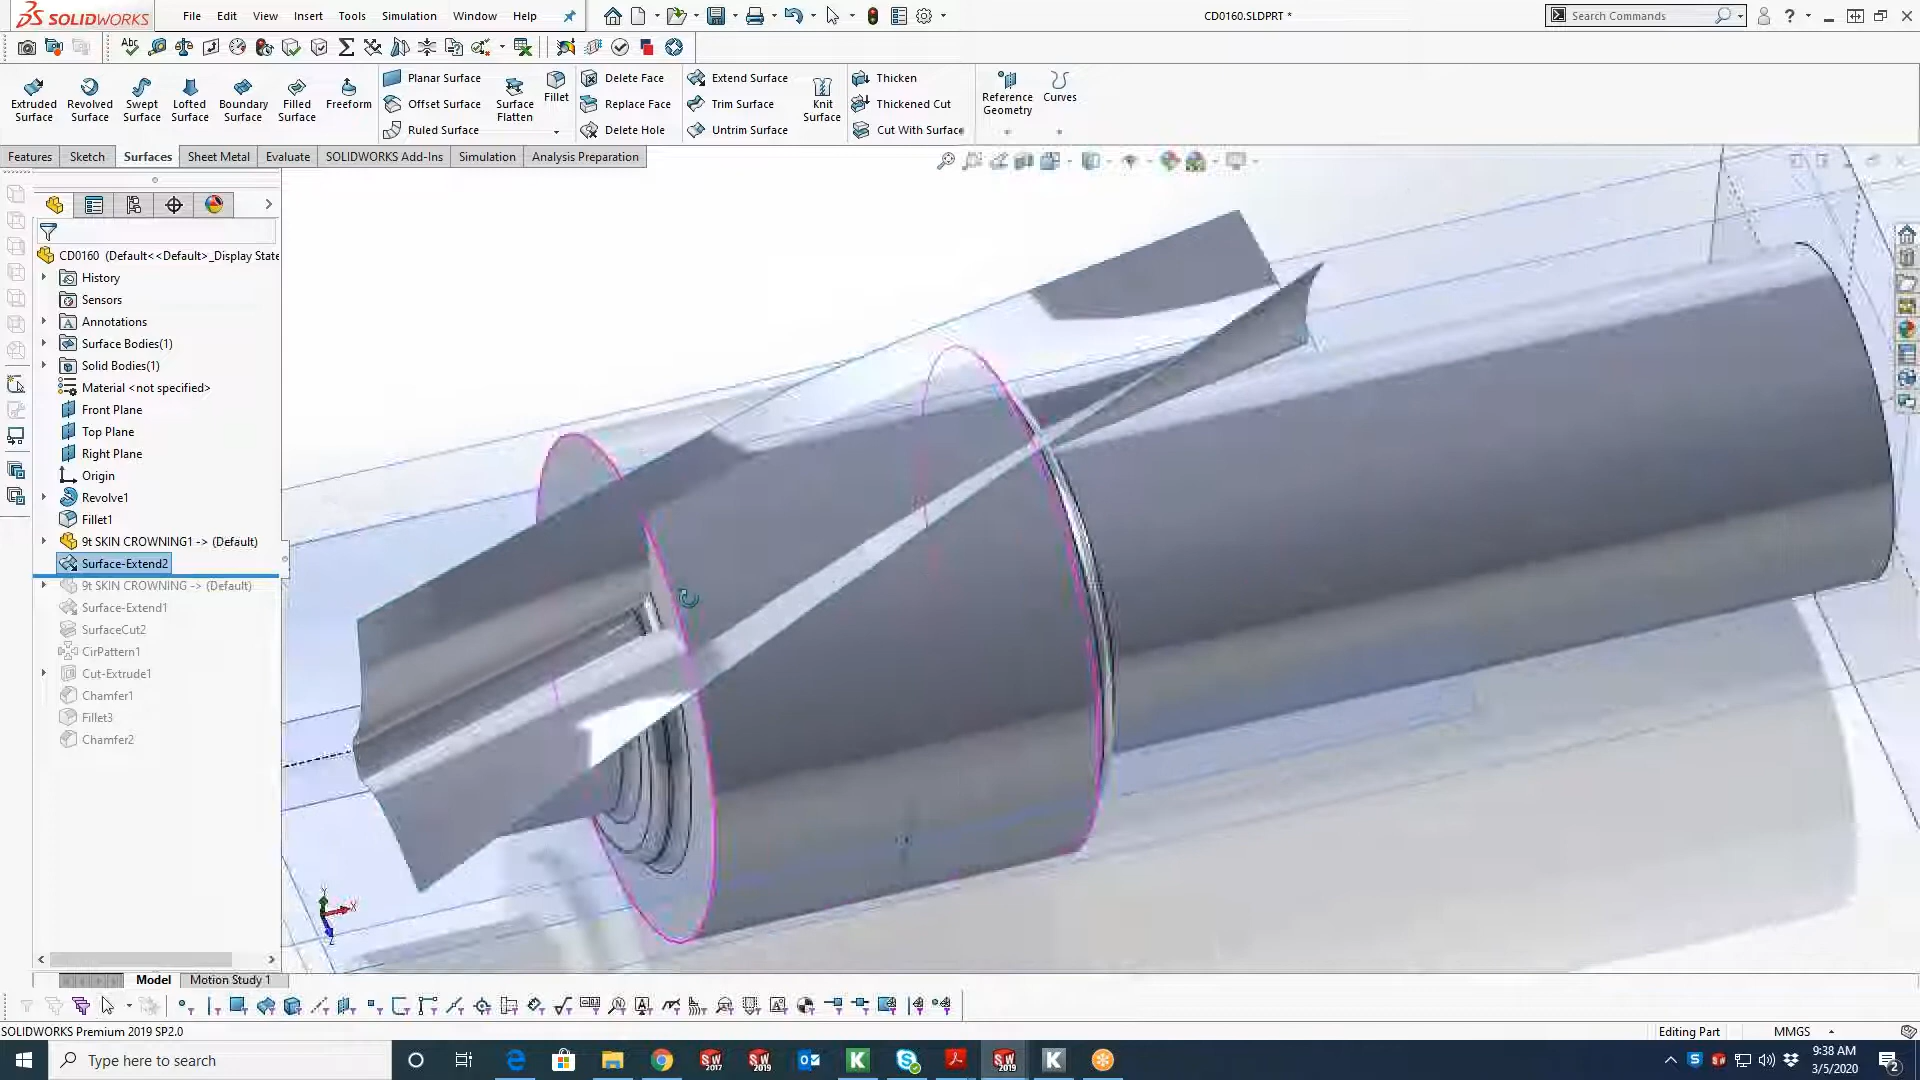 SOLIDWORKS File Edit View Insert Tools Simulation Window Help CD0160.SLDPRT * Search Commands
Extruded Surface
Revolved Surface
Swept Surface
Lofted Surface
Boundary Surface
Filled Surface
Freeform
Planar Surface
Offset Surface
Ruled Surface
Surface Flatten
Fillet
Delete Face
Replace Face
Delete Hole
Extend Surface
Trim Surface
Untrim Surface
Knit Surface
Thicken
Thickened Cut
Cut With Surface
Reference Geometry
Curves
Features Sketch Surfaces Sheet Metal Evaluate SOLIDWORKS Add-Ins Simulation Analysis Preparation
CD0160 (Default<<Default>_Display State
History
Sensors
Annotations
Surface Bodies(1)
Solid Bodies(1)
Material <not specified>
Front Plane
Top Plane
Right Plane
Origin
Revolve1
Fillet1
9t SKIN CROWNING1 -> (Default)
Surface-Extend2
9t SKIN CROWNING -> (Default)
Surface-Extend1
SurfaceCut2
CirPattern1
Cut-Extrude1
Chamfer1
Fillet3
Chamfer2
Y
X
Z
Model Motion Study 1
SOLIDWORKS Premium 2019 SP2.0 Editing Part MMGS
Type here to search
9:38 AM
3/5/2020